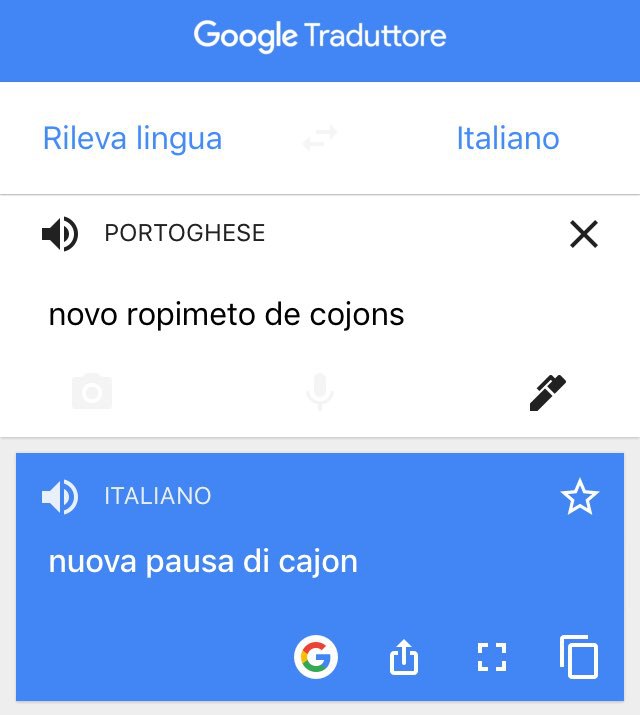 Google Traduttore
Rileva lingua Italiano
PORTOGHESE
novo ropimeto de cojons
ITALIANO
nuova pausa di cajon